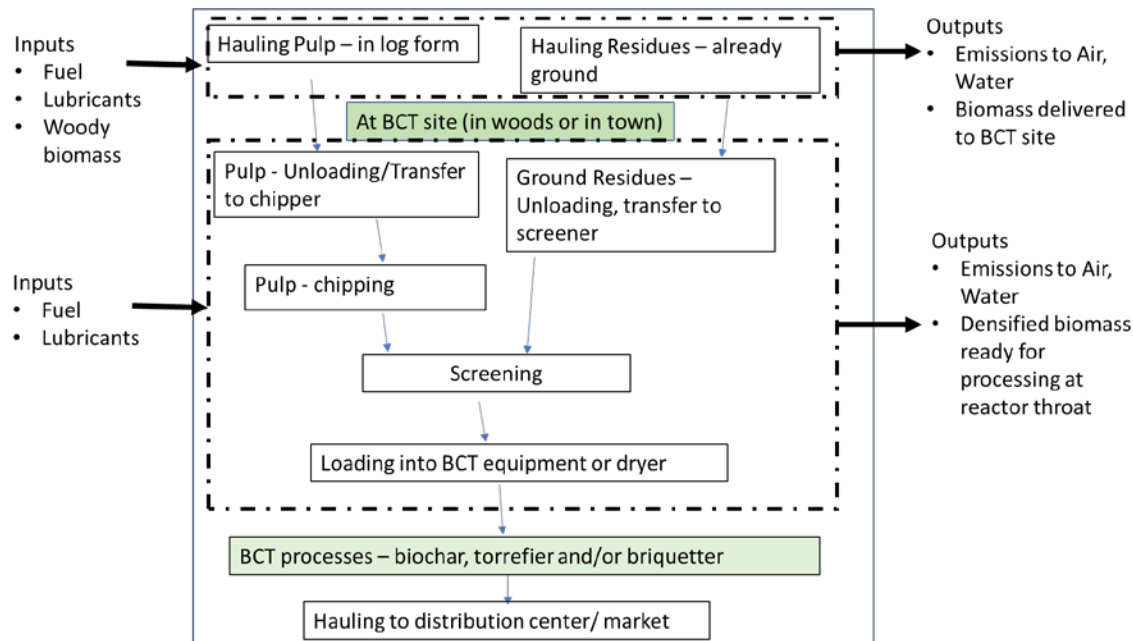 Inputs
• Fuel
• Lubricants
• Woody
biomass
Hauling Pulp – in log form
Hauling Residues – already
ground
Outputs
• Emissions to Air,
Water
• Biomass delivered
to BCT site
At BCT site (in woods or in town)
Pulp - Unloading/Transfer
to chipper
Ground Residues –
Unloading, transfer to
screener
Inputs
• Fuel
• Lubricants
Pulp - chipping
Outputs
• Emissions to Air,
Water
• Densified biomass
ready for
processing at
reactor throat
Screening
Loading into BCT equipment or dryer
BCT processes – biochar, torrefier and/or briquetter
Hauling to distribution center/ market